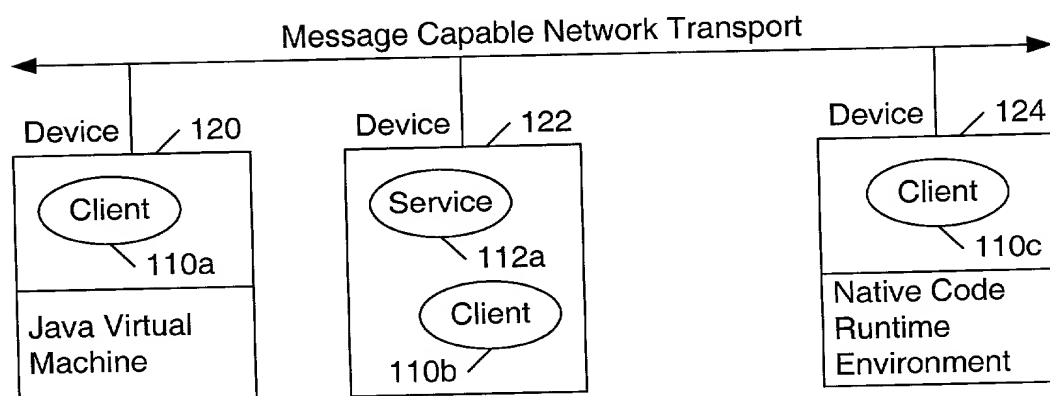 Message Capable Network Transport
Device
120
Device
122
Device
124
Client
110a
Java Virtual
Machine
Service
112a
Client
110b
Client
110c
Native Code
Runtime
Environment